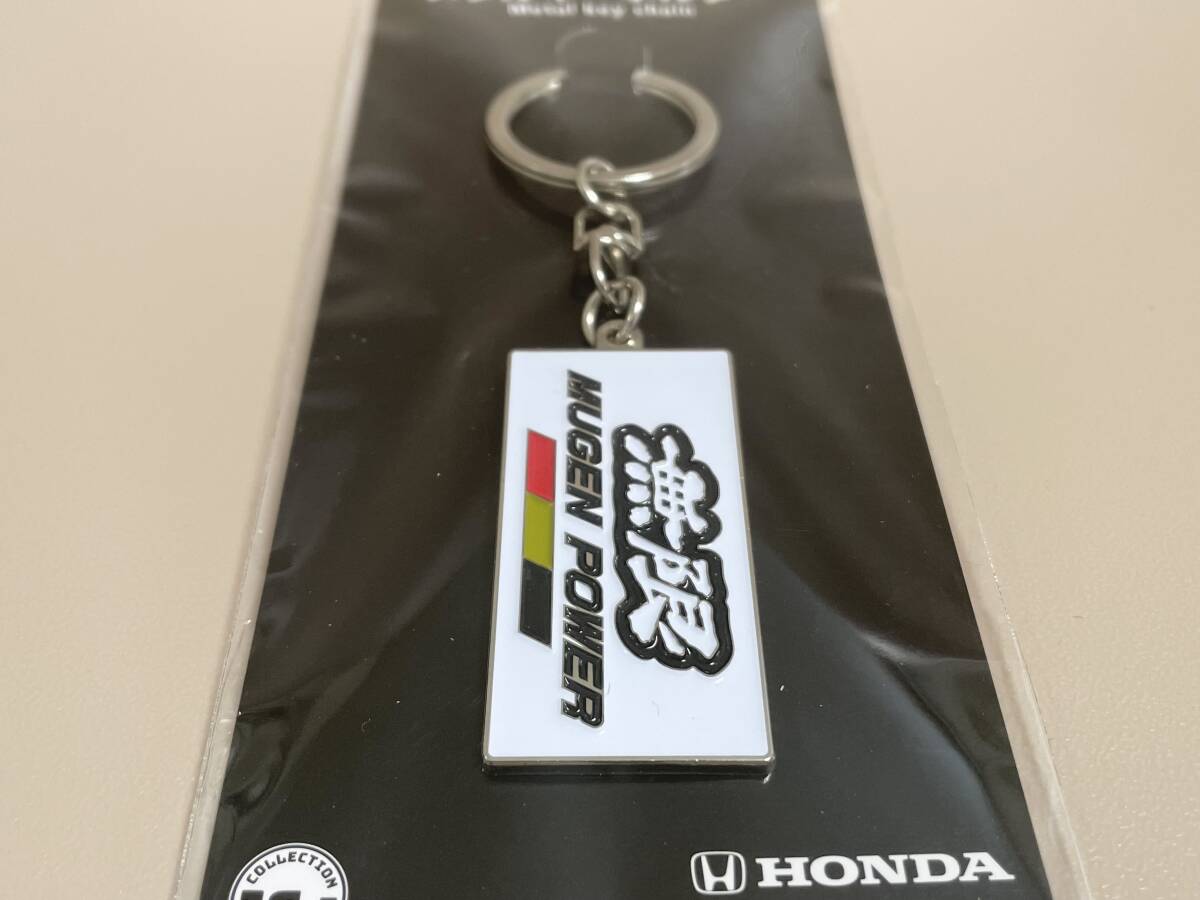 Metal key chain
無限
MUGEN POWER
COLLECTION
HONDA